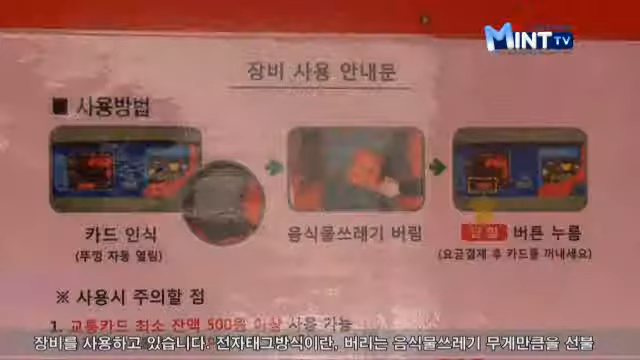 MINT TV
장비 사용 안내문
■ 사용방법
카드 인식
(뚜껑 자동 열림)
음식물쓰레기 버림
닫힘 버튼 누름
(요금결제 후 카드를 꺼내세요)
※ 사용시 주의할 점
1. 교통카드 최소 잔액 500원 이상 사용 가능
장비를 사용하고 있습니다. 전자태그방식이란, 버리는 음식물쓰레기 무게만큼을 선불